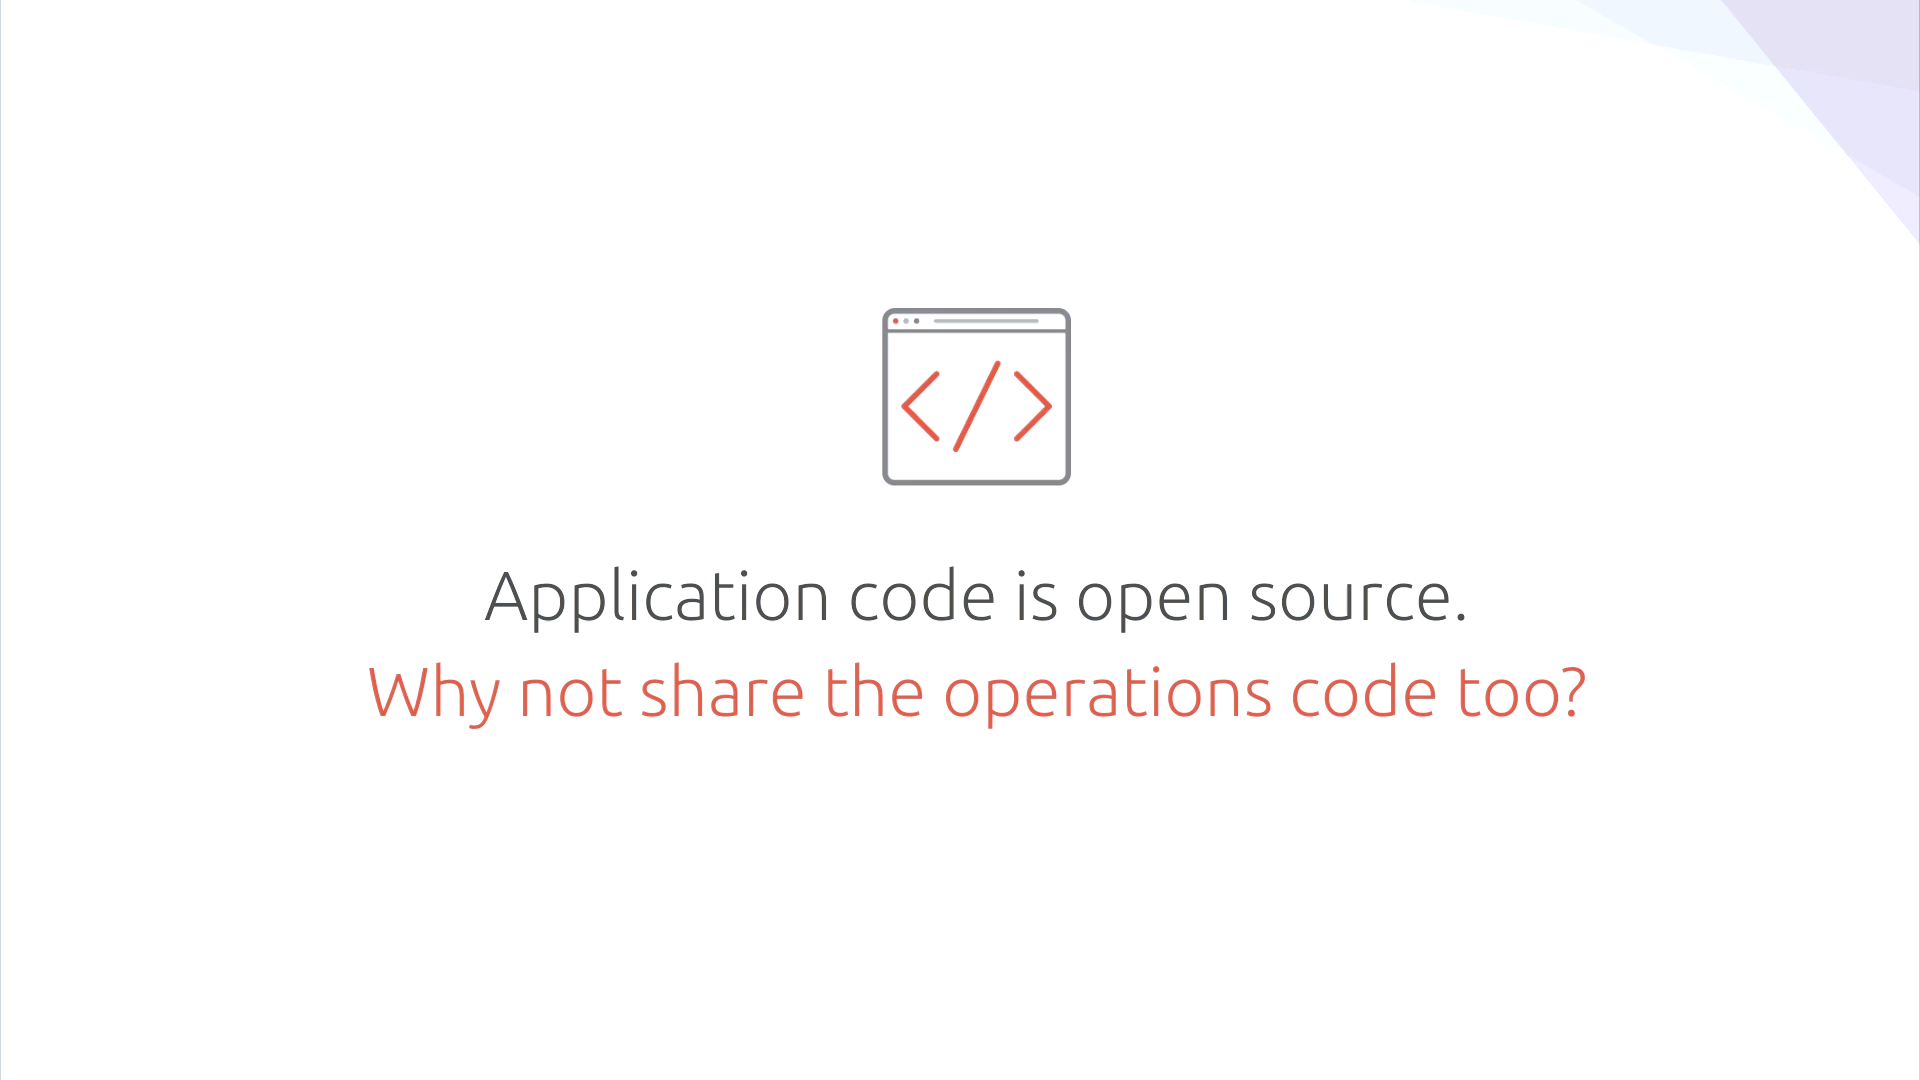 </>
Application code is open source.
Why not share the operations code too?